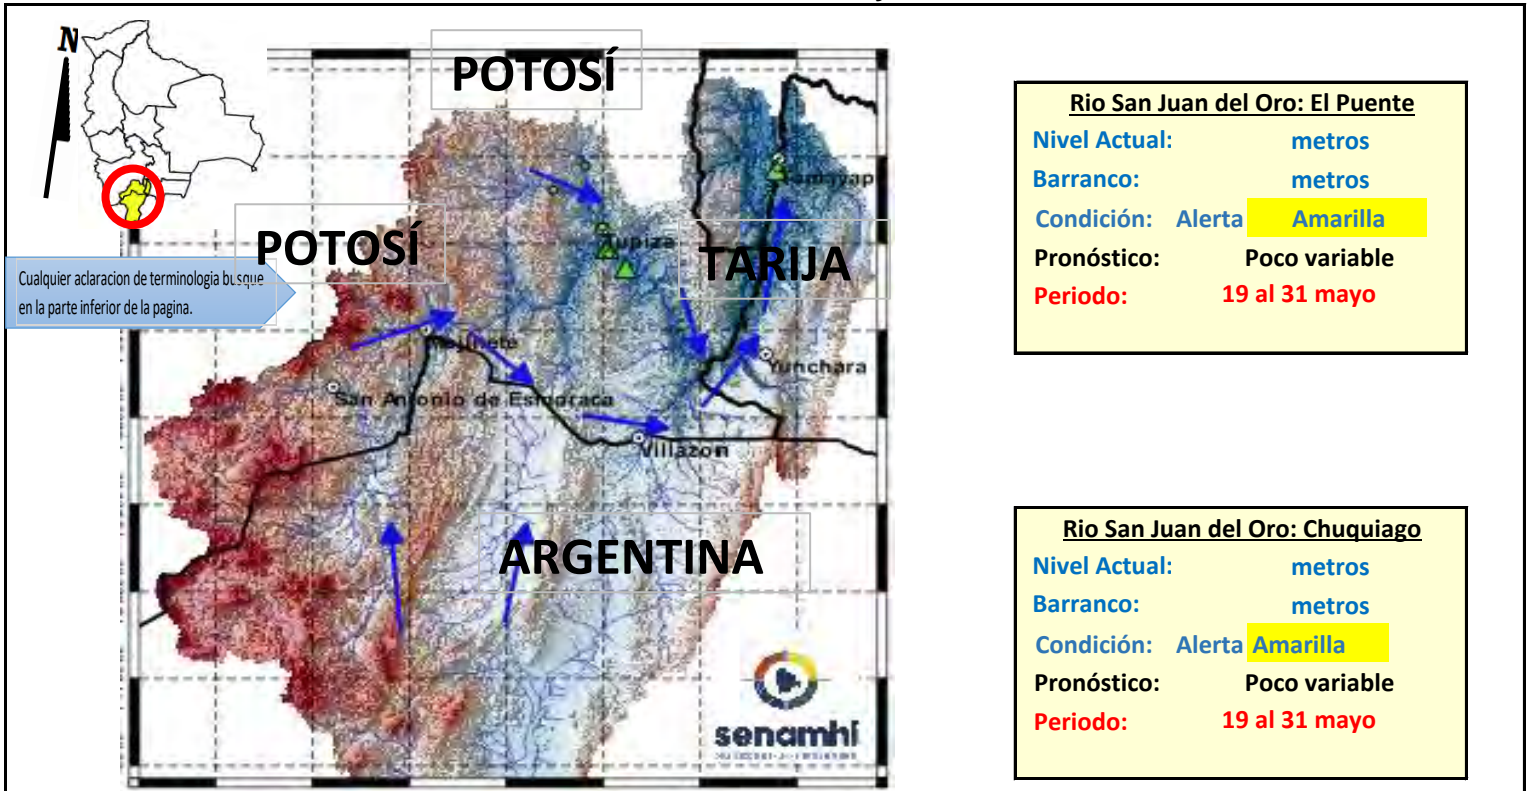 N
POTOSÍ
POTOSÍ
TARIJA
ARGENTINA
Cualquier aclaracion de terminologia busque
en la parte inferior de la pagina.
Tupiza
Yunchara
San Antonio de Esmoraca
Villazon
senamhi
Rio San Juan del Oro: El Puente
Nivel Actual: metros
Barranco: metros
Condición: Alerta Amarilla
Pronóstico: Poco variable
Periodo: 19 al 31 mayo
Rio San Juan del Oro: Chuquiago
Nivel Actual: metros
Barranco: metros
Condición: Alerta Amarilla
Pronóstico: Poco variable
Periodo: 19 al 31 mayo